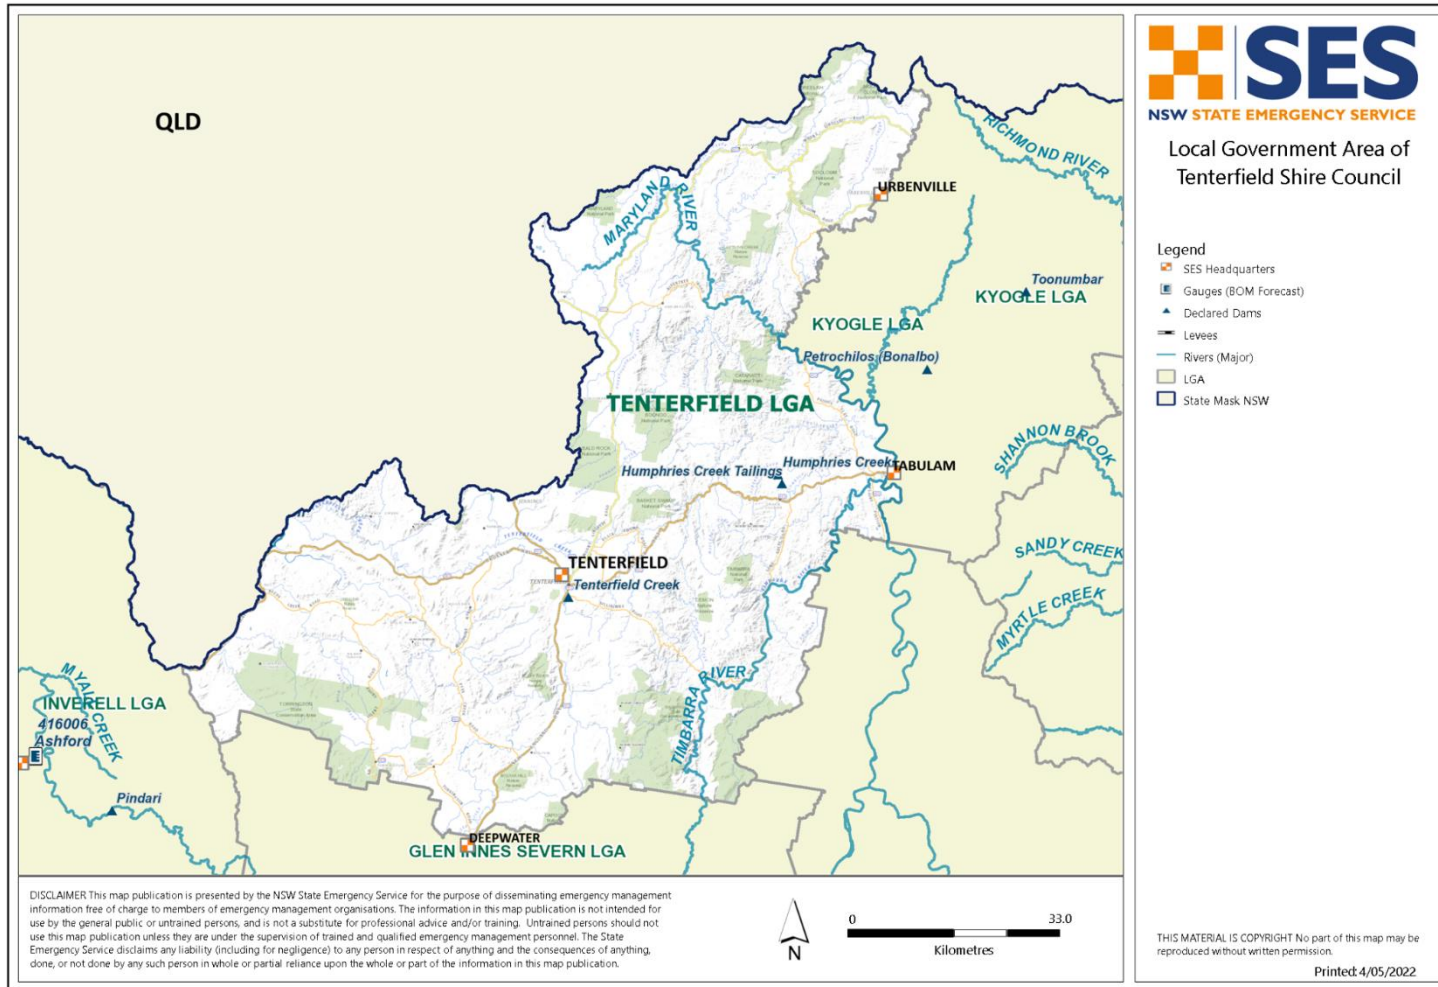 QLD
URBENVILLE
MARYLAND RIVER
RICHMOND RIVER
Toonumbar
KYOGLE LGA
KYOGLE LGA
Petrochilos (Bonalbo)
TENTERFIELD LGA
SHANNON BROOK
Humphries Creek Tailings
Humphries Creek
TABULAM
SANDY CREEK
TENTERFIELD
Tenterfield Creek
MYRTLE CREEK
TIMBARRA RIVER
MYALL CREEK
INVERELL LGA
416006
Ashford
Pindari
DEEPWATER
GLEN INNES SEVERN LGA
SES
NSW STATE EMERGENCY SERVICE
Local Government Area of
Tenterfield Shire Council
Legend
SES Headquarters
Gauges (BOM Forecast)
Declared Dams
Levees
Rivers (Major)
LGA
State Mask NSW
DISCLAIMER This map publication is presented by the NSW State Emergency Service for the purpose of disseminating emergency management
information free of charge to members of emergency management organisations. The information in this map publication is not intended for
use by the general public or untrained persons, and is not a substitute for professional advice and/or training. Untrained persons should not
use this map publication unless they are under the supervision of trained and qualified emergency management personnel. The State
Emergency Service disclaims any liability (including for negligence) to any person in respect of anything and the consequences of anything,
done, or not done by any such person in whole or partial reliance upon the whole or part of the information in this map publication.
N
0 33.0
Kilometres
THIS MATERIAL IS COPYRIGHT No part of this map may be
reproduced without written permission.
Printed: 4/05/2022